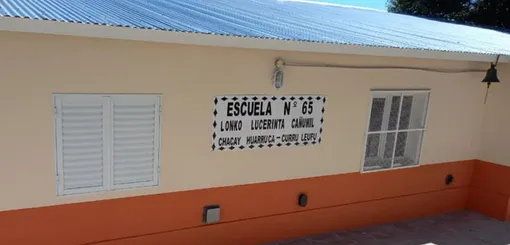 ESCUELA N° 65
LONKO LUCERINTA CAÑUMIL
CHACAY HUARRUCA - CURRU LEUFU